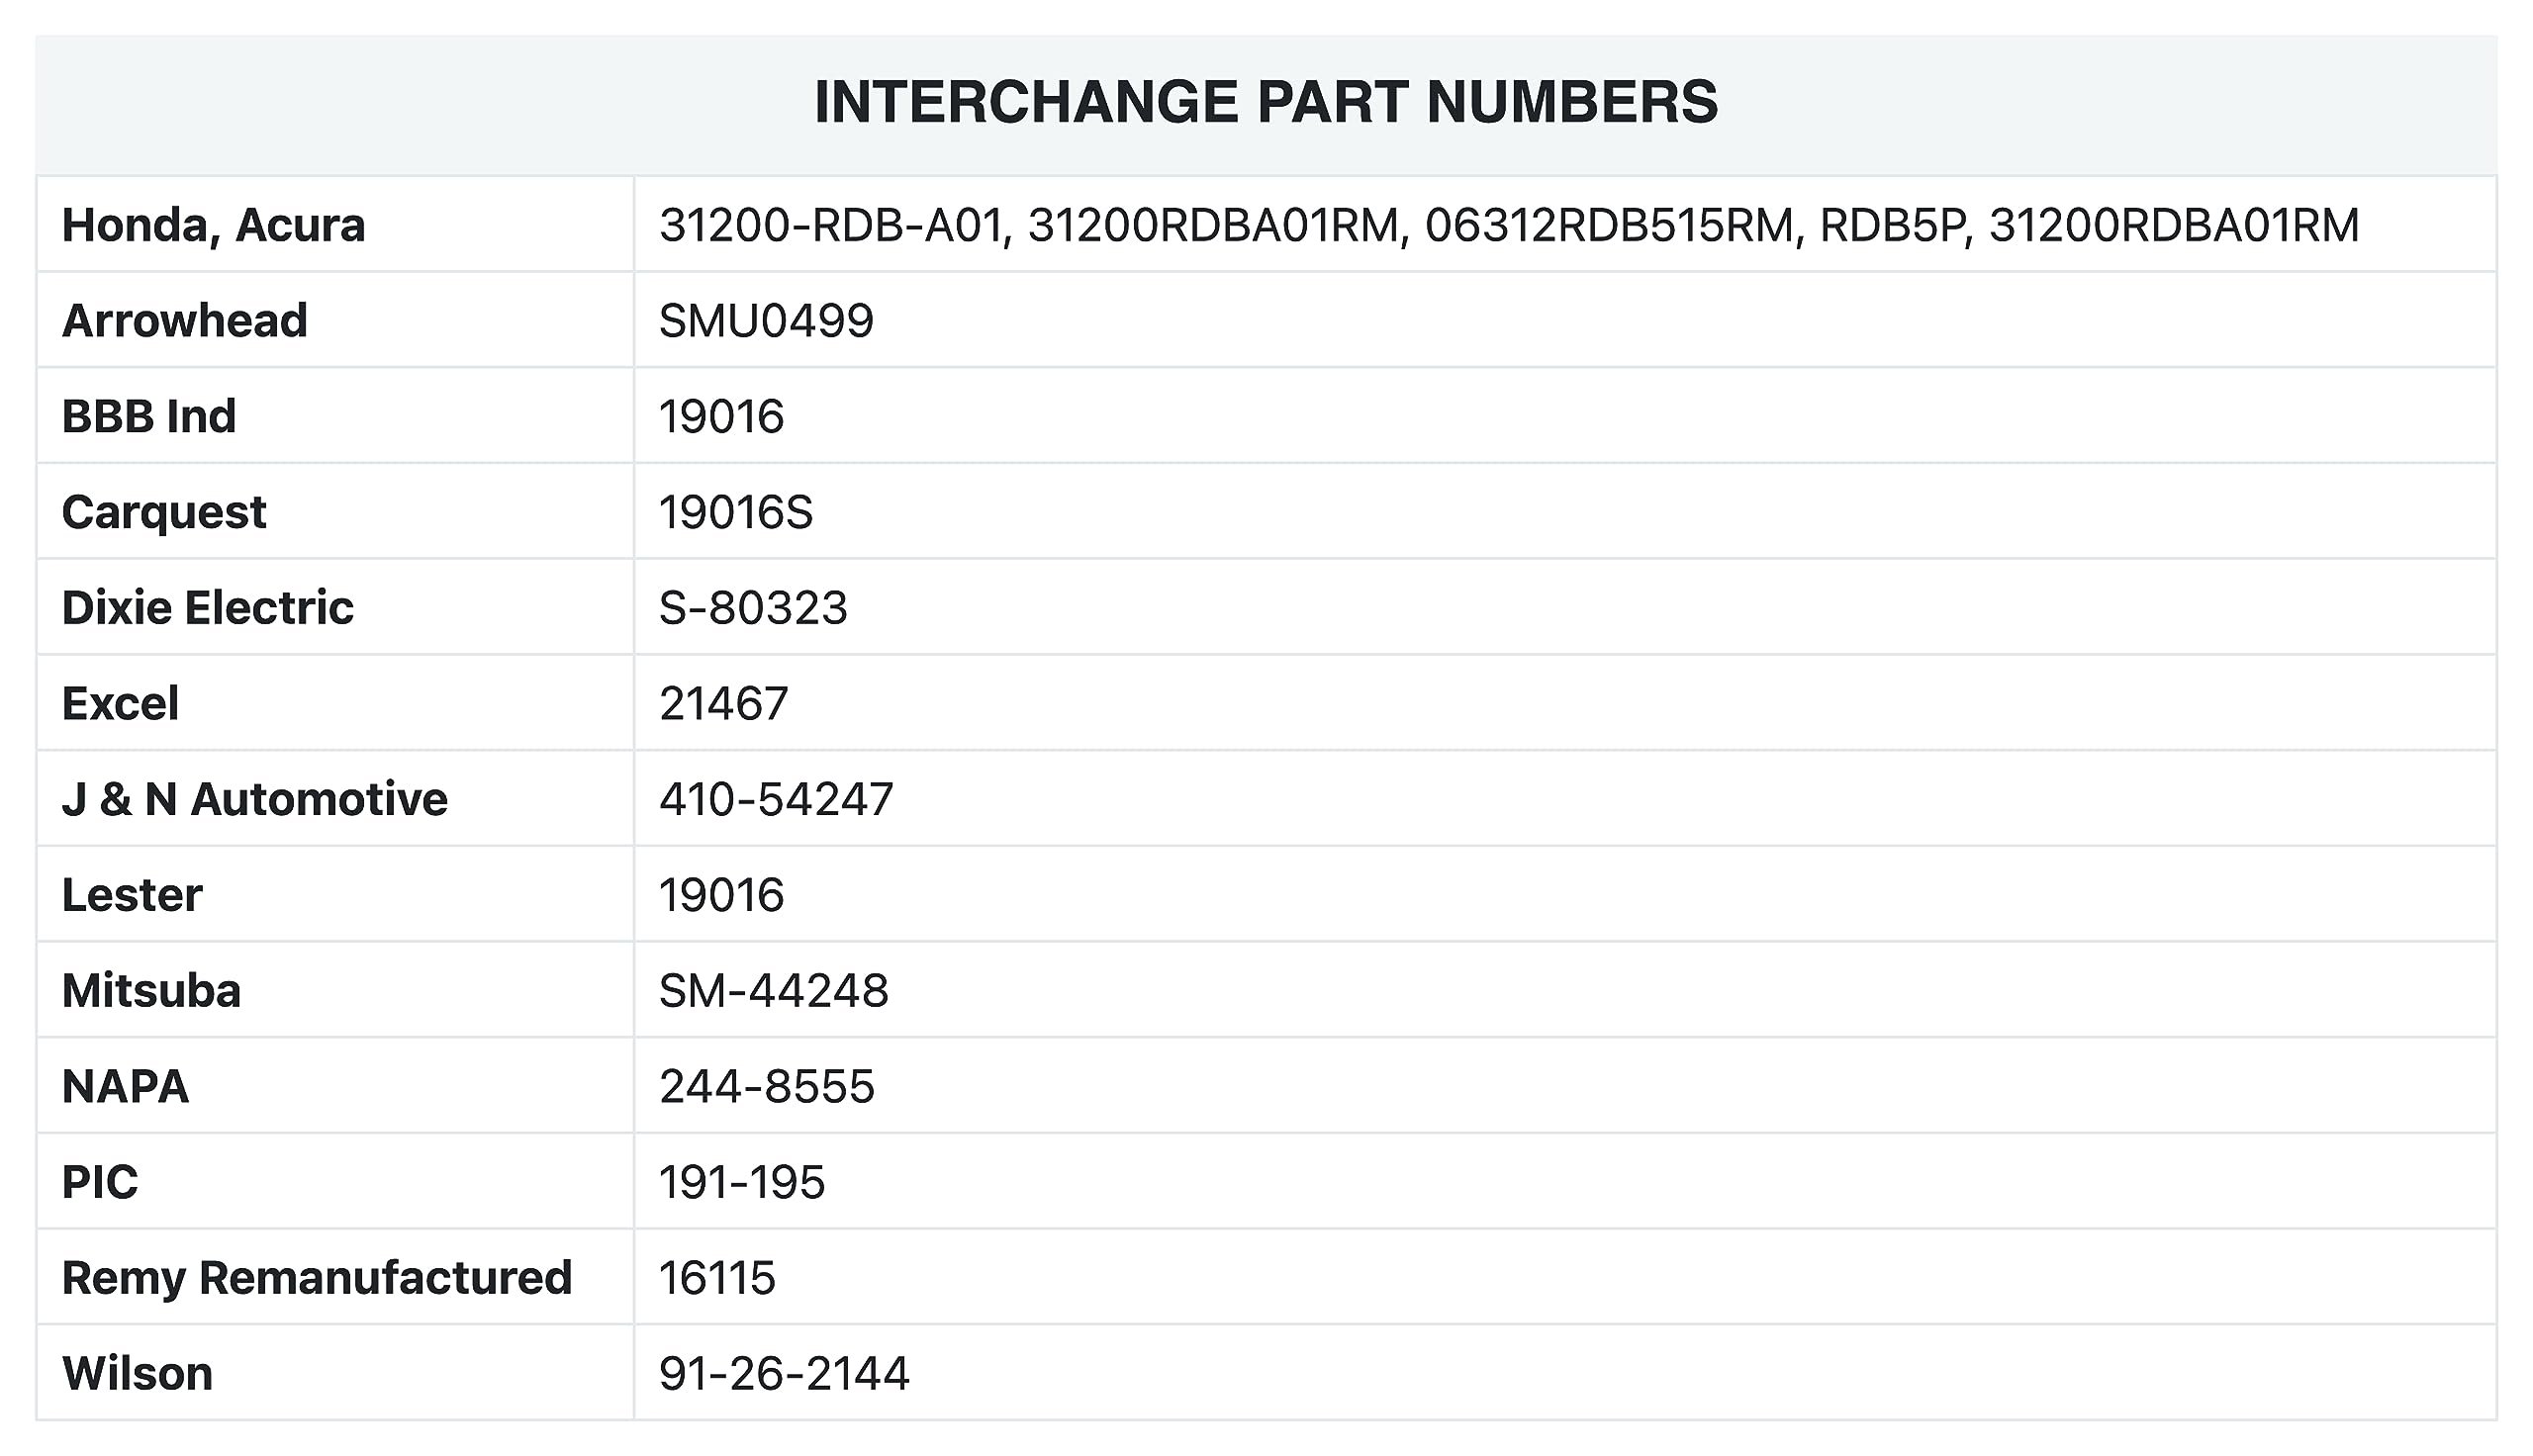 INTERCHANGE PART NUMBERS
Honda, Acura 31200-RDB-A01, 31200RDBA01RM, 06312RDB515RM, RDB5P, 31200RDBA01RM
Arrowhead SMU0499
BBB Ind 19016
Carquest 19016S
Dixie Electric S-80323
Excel 21467
J & N Automotive 410-54247
Lester 19016
Mitsuba SM-44248
NAPA 244-8555
PIC 191-195
Remy Remanufactured 16115
Wilson 91-26-2144